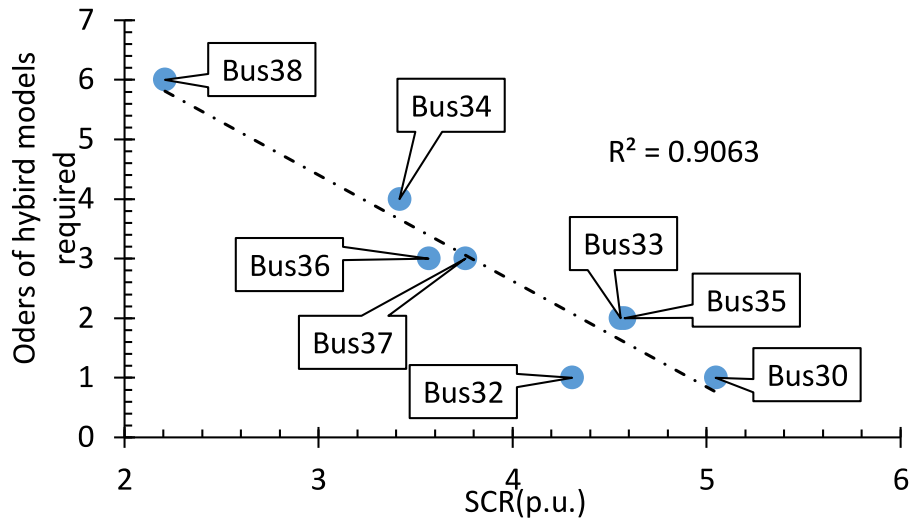 7
6
5
4
3
2
1
0
Oders of hybird models
required
Bus38
Bus34
R² = 0.9063
Bus33
Bus36
Bus35
Bus37
Bus32
Bus30
2
3
4
5
6
SCR(p.u.)